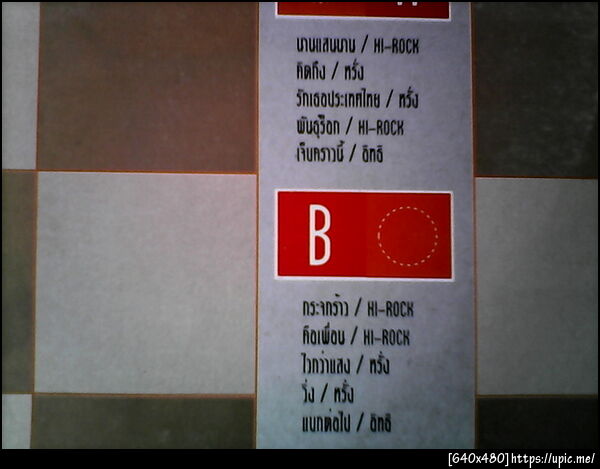 นานแสนนาน / HI-ROCK
คิดถึง / หรั่ง
รักเธอประเทศไทย / หรั่ง
พันธุ์ร็อก / HI-ROCK
เจ็บคราวนี้ / อิทธิ
B
กระจกร้าว / HI-ROCK
คือเพื่อน / HI-ROCK
ไวกว่าแสง / หรั่ง
วิ่ง / หรั่ง
แบกต่อไป / อิทธิ
[640x480]https://upic.me/